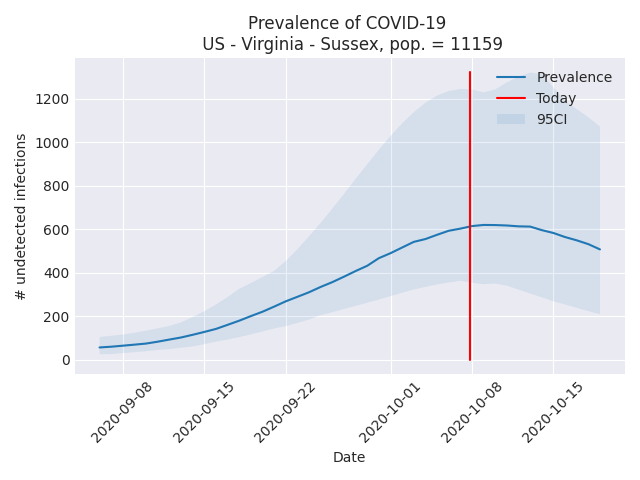 Prevalence of COVID-19
US - Virginia - Sussex, pop. = 11159
Prevalence
Today
95CI
# undetected infections
1200
1000
800
600
400
200
0
2020-09-08
2020-09-15
2020-09-22
2020-10-01
2020-10-08
2020-10-15
Date